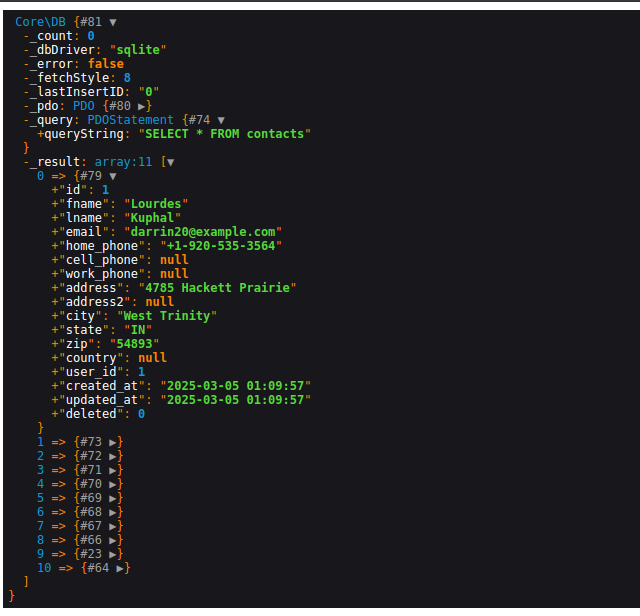 Core\DB {#81 ▼
  -_count: 0
  -_dbDriver: "sqlite"
  -_error: false
  -_fetchStyle: 8
  -_lastInsertID: "0"
  -_pdo: PDO {#80 ▶}
  -_query: PDOStatement {#74 ▼
    +queryString: "SELECT * FROM contacts"
  }
  -_result: array:11 [▼
    0 => {#79 ▼
      +"id": 1
      +"fname": "Lourdes"
      +"lname": "Kuphal"
      +"email": "darrin20@example.com"
      +"home_phone": "+1-920-535-3564"
      +"cell_phone": null
      +"work_phone": null
      +"address": "4785 Hackett Prairie"
      +"address2": null
      +"city": "West Trinity"
      +"state": "IN"
      +"zip": "54893"
      +"country": null
      +"user_id": 1
      +"created_at": "2025-03-05 01:09:57"
      +"updated_at": "2025-03-05 01:09:57"
      +"deleted": 0
    }
    1 => {#73 ▶}
    2 => {#72 ▶}
    3 => {#71 ▶}
    4 => {#70 ▶}
    5 => {#69 ▶}
    6 => {#68 ▶}
    7 => {#67 ▶}
    8 => {#66 ▶}
    9 => {#23 ▶}
    10 => {#64 ▶}
  ]
}